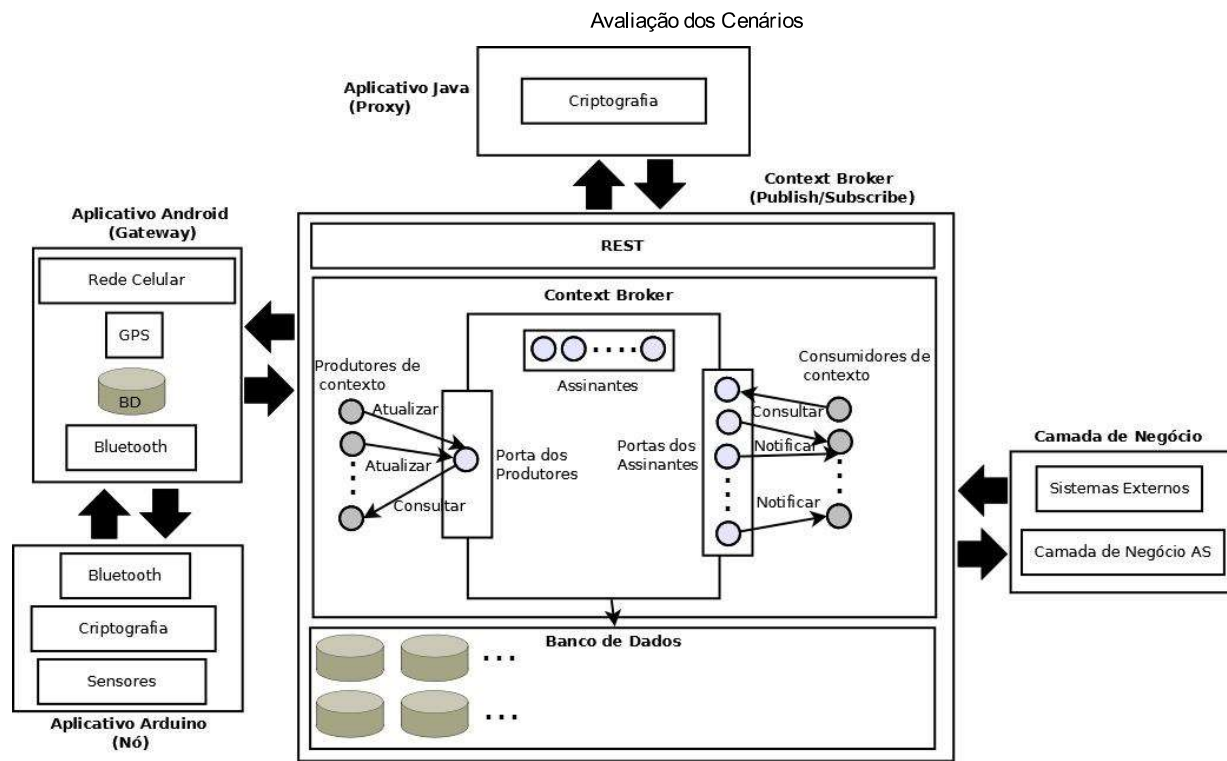 Avaliação dos Cenários
Aplicativo Java
(Proxy)
Criptografia
Context Broker
(Publish/Subscribe)
Aplicativo Android
(Gateway)
Rede Celular
GPS
BD
Bluetooth
REST
Context Broker
Produtores de
contexto
Atualizar
Atualizar
Consultar
Porta dos
Produtores
Assinantes
Portas dos
Assinantes
Consumidores de
contexto
Consultar
Notificar
Notificar
Camada de Negócio
Sistemas Externos
Camada de Negócio AS
Bluetooth
Criptografia
Sensores
Aplicativo Arduino
(Nó)
Banco de Dados